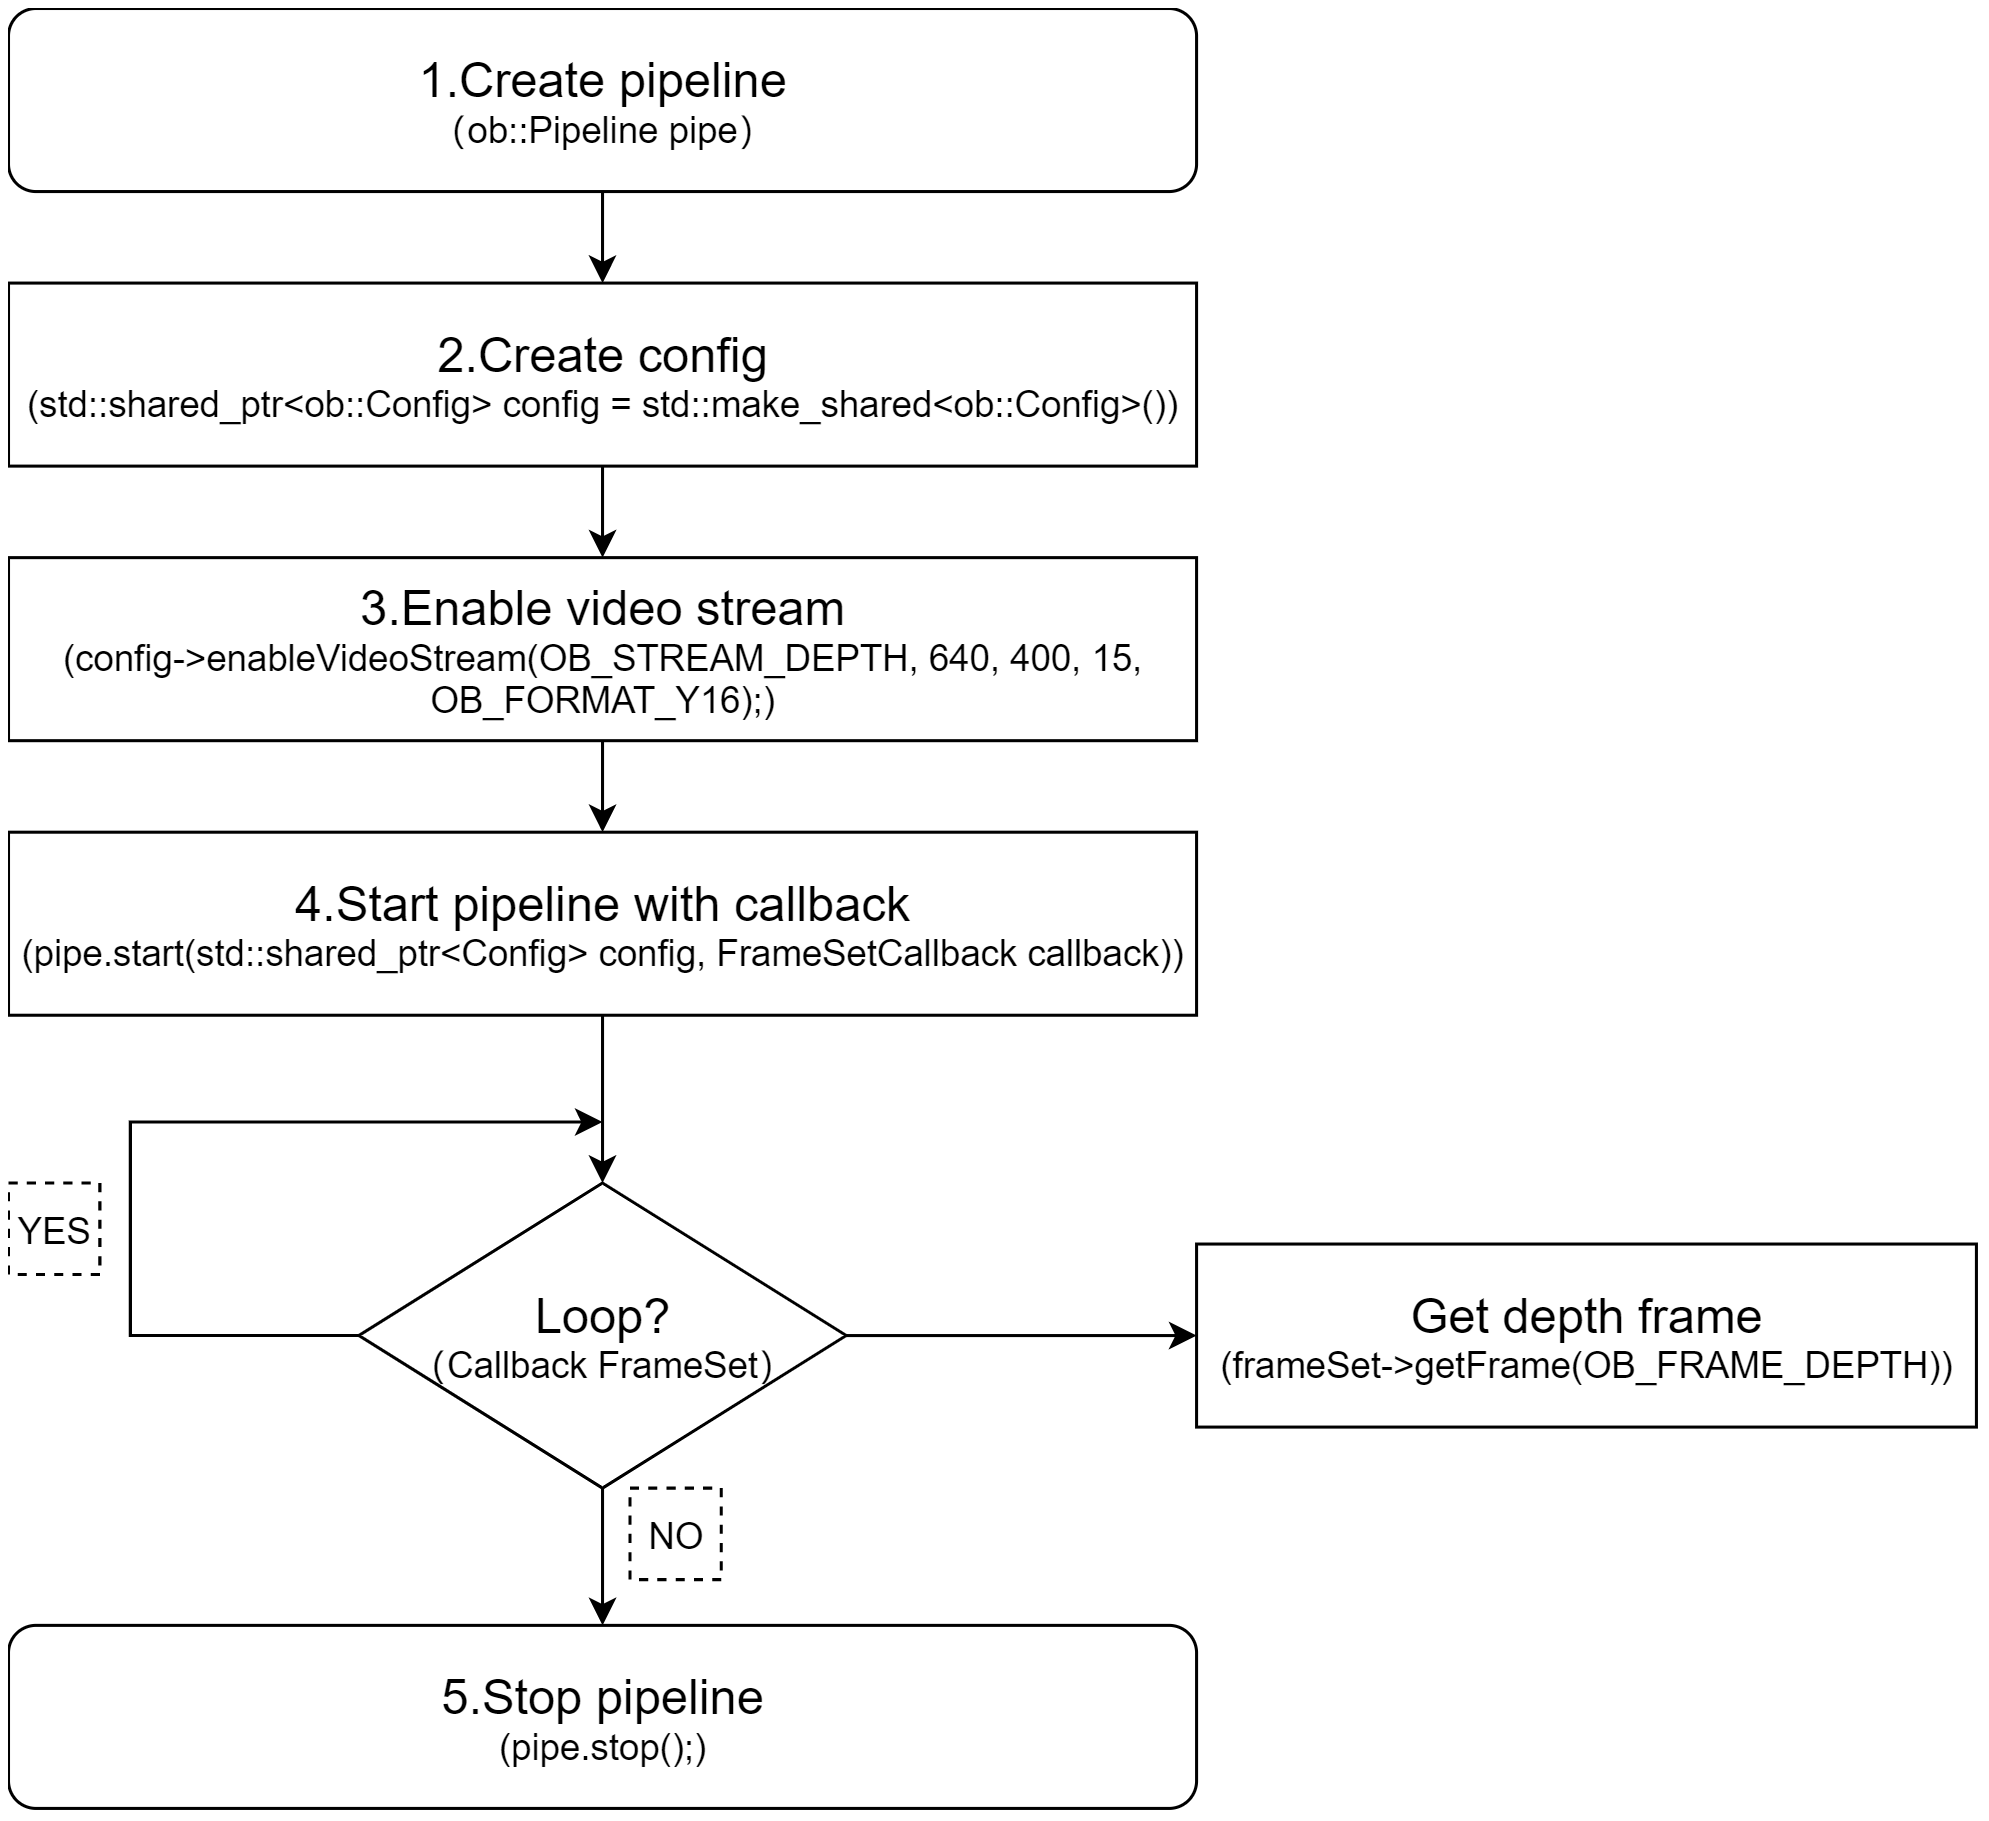 1.Create pipeline
(ob::Pipeline pipe)
2.Create config
(std::shared_ptr<ob::Config> config = std::make_shared<ob::Config>())
3.Enable video stream
(config->enableVideoStream(OB_STREAM_DEPTH, 640, 400, 15,
OB_FORMAT_Y16);)
4.Start pipeline with callback
(pipe.start(std::shared_ptr<Config> config, FrameSetCallback callback))
YES
Loop?
(Callback FrameSet)
Get depth frame
(frameSet->getFrame(OB_FRAME_DEPTH))
NO
5.Stop pipeline
(pipe.stop();)